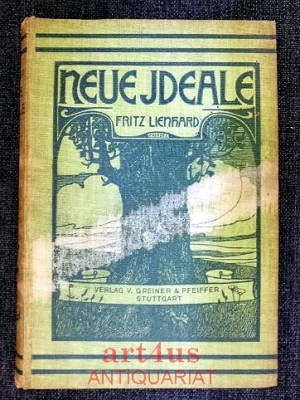 NEUE JDEALE
FRITZ LIENHARD
VERLAG V. GREINER & PFEIFFER
STUTTGART
art4us
ANTIQUARIAT